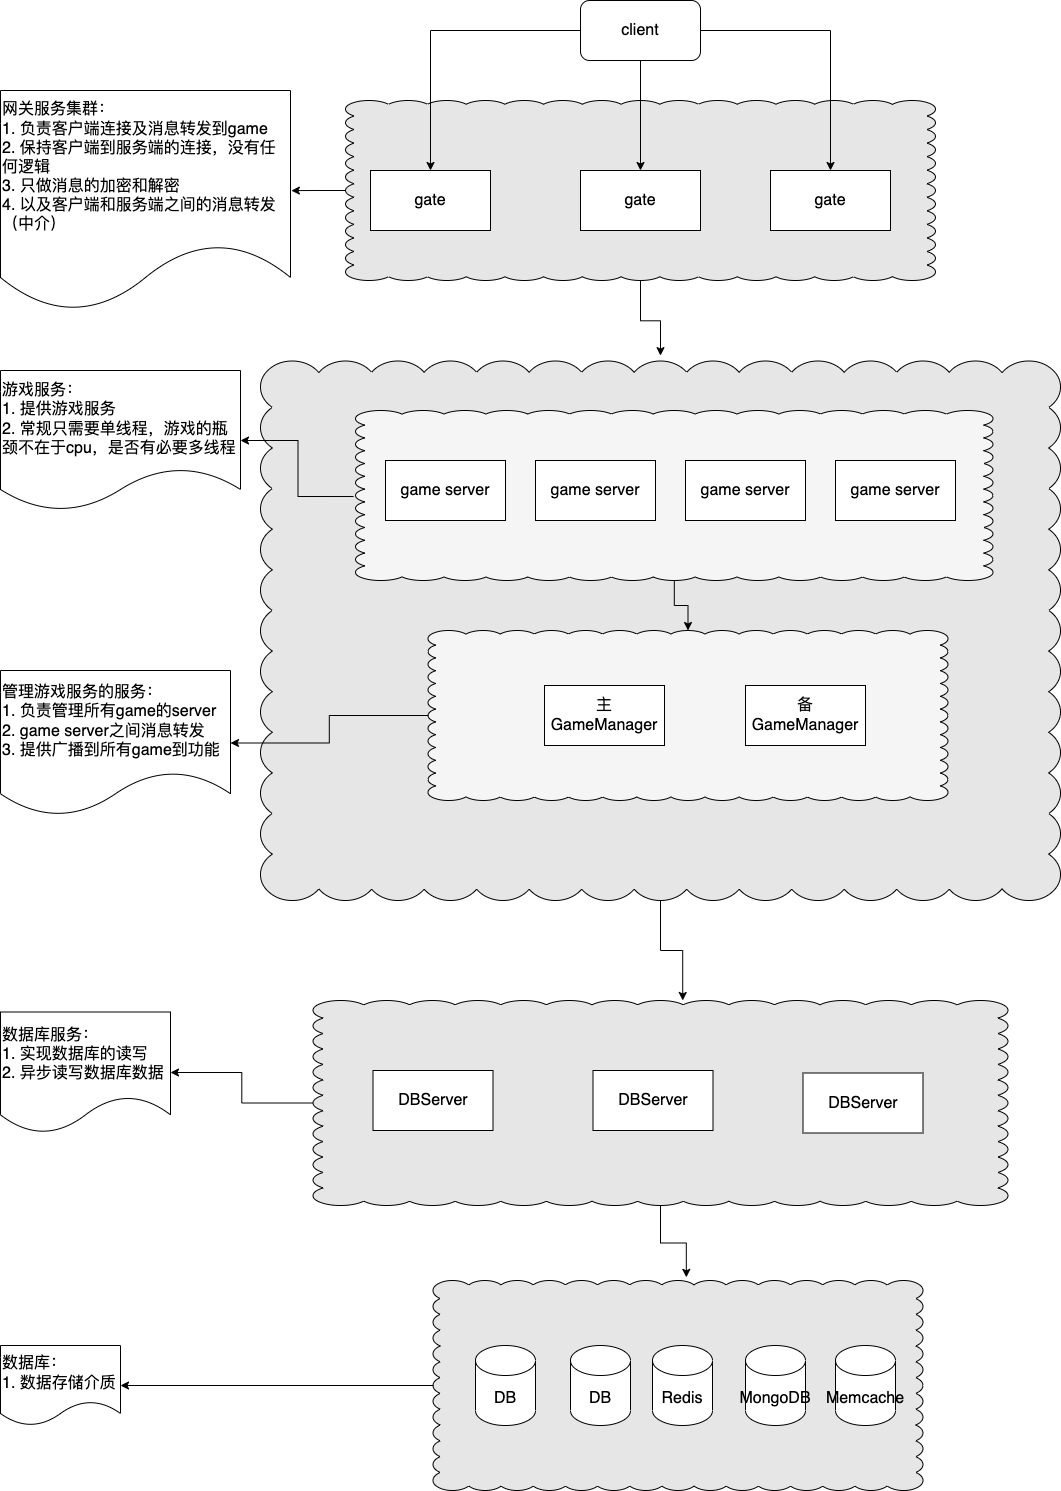 client
网关服务集群：
1. 负责客户端连接及消息转发到game
2. 保持客户端到服务端的连接，没有任
何逻辑
3. 只做消息的加密和解密
4. 以及客户端和服务端之间的消息转发
（中介）
gate
gate
gate
游戏服务：
1. 提供游戏服务
2. 常规只需要单线程，游戏的瓶
颈不在于cpu，是否有必要多线程
game server
game server
game server
game server
管理游戏服务的服务：
1. 负责管理所有game的server
2. game server之间消息转发
3. 提供广播到所有game到功能
主
GameManager
备
GameManager
数据库服务：
1. 实现数据库的读写
2. 异步读写数据库数据
DBServer
DBServer
DBServer
数据库：
1. 数据存储介质
DB
DB
Redis
MongoDB
Memcache